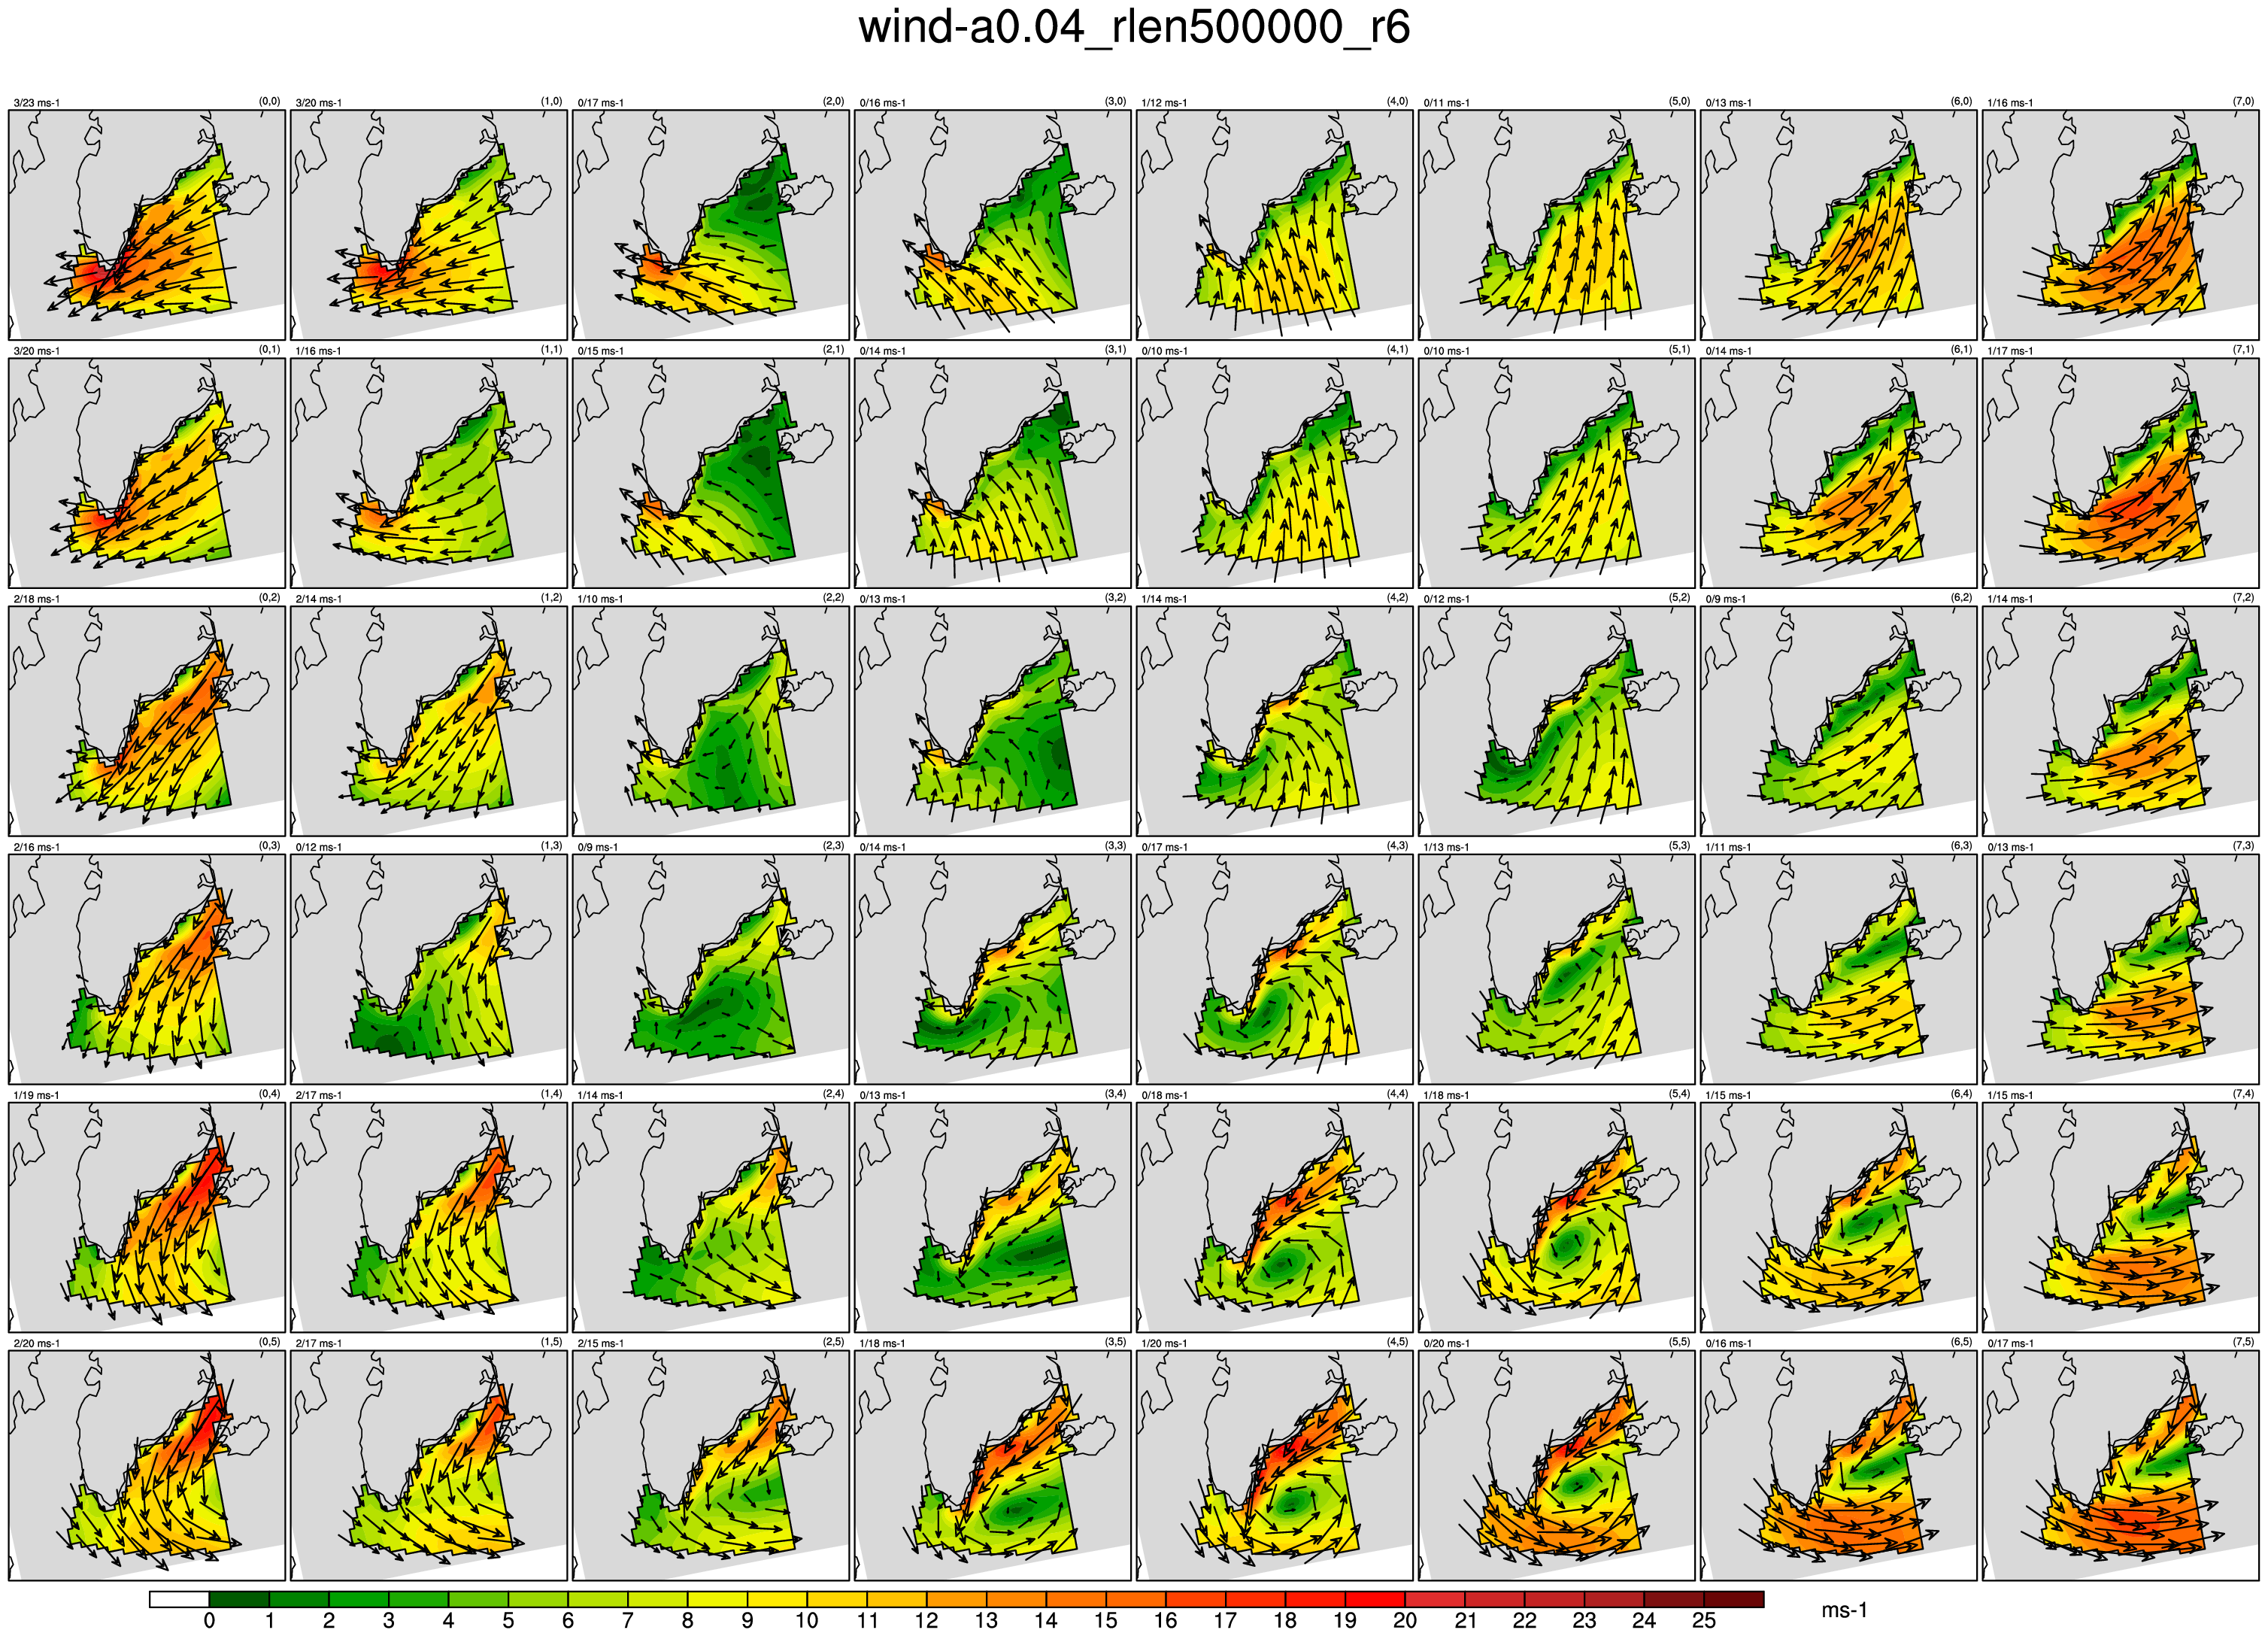 wind-a0.04_rlen500000_r6
3/23 ms-1 (0,0) 3/20 ms-1 (1,0) 0/17 ms-1 (2,0) 0/16 ms-1 (3,0) 1/12 ms-1 (4,0) 0/11 ms-1 (5,0) 0/13 ms-1 (6,0) 1/16 ms-1 (7,0)
3/20 ms-1 (0,1) 1/16 ms-1 (1,1) 0/15 ms-1 (2,1) 0/14 ms-1 (3,1) 0/10 ms-1 (4,1) 0/10 ms-1 (5,1) 0/14 ms-1 (6,1) 1/17 ms-1 (7,1)
2/18 ms-1 (0,2) 2/14 ms-1 (1,2) 1/10 ms-1 (2,2) 0/13 ms-1 (3,2) 1/14 ms-1 (4,2) 0/12 ms-1 (5,2) 0/9 ms-1 (6,2) 1/14 ms-1 (7,2)
2/16 ms-1 (0,3) 0/12 ms-1 (1,3) 0/9 ms-1 (2,3) 0/14 ms-1 (3,3) 0/17 ms-1 (4,3) 1/13 ms-1 (5,3) 1/11 ms-1 (6,3) 0/13 ms-1 (7,3)
1/19 ms-1 (0,4) 2/17 ms-1 (1,4) 1/14 ms-1 (2,4) 0/13 ms-1 (3,4) 0/18 ms-1 (4,4) 1/18 ms-1 (5,4) 1/15 ms-1 (6,4) 1/15 ms-1 (7,4)
2/20 ms-1 (0,5) 2/17 ms-1 (1,5) 2/15 ms-1 (2,5) 1/18 ms-1 (3,5) 1/20 ms-1 (4,5) 0/20 ms-1 (5,5) 0/16 ms-1 (6,5) 0/17 ms-1 (7,5)
0 1 2 3 4 5 6 7 8 9 10 11 12 13 14 15 16 17 18 19 20 21 22 23 24 25 ms-1